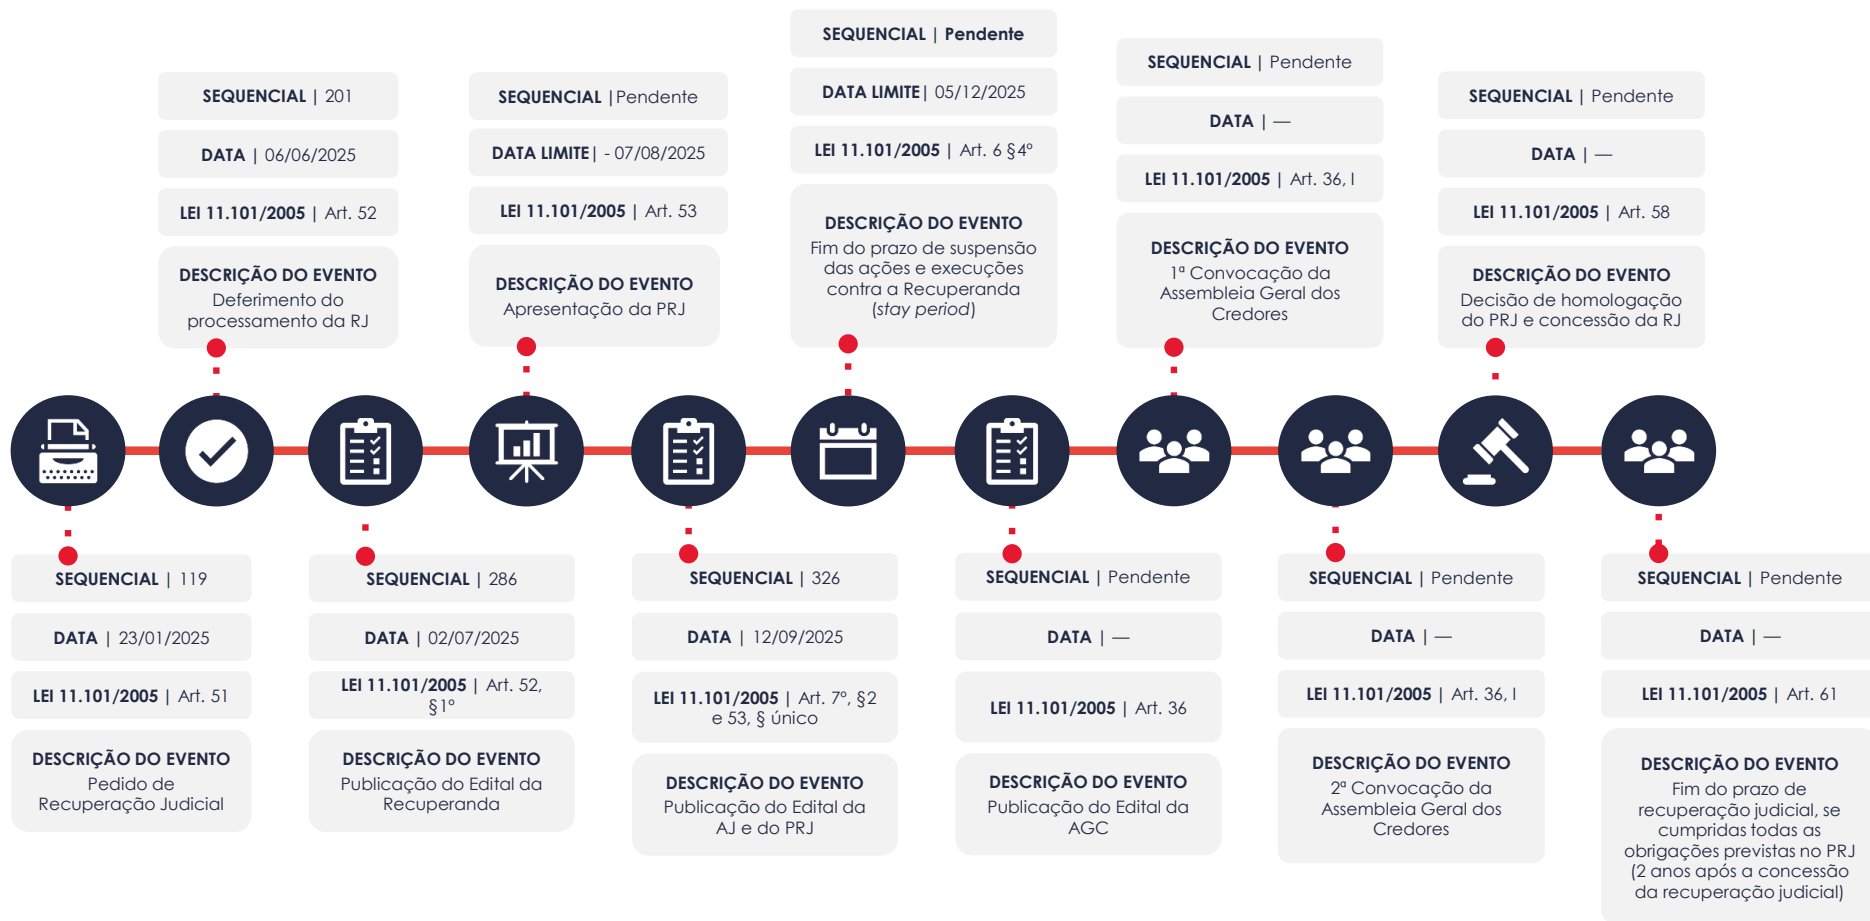 SEQUENCIAL | 119
DATA | 23/01/2025
LEI 11.101/2005 | Art. 51
DESCRIÇÃO DO EVENTO
Pedido de
Recuperação Judicial
SEQUENCIAL | 201
DATA | 06/06/2025
LEI 11.101/2005 | Art. 52
DESCRIÇÃO DO EVENTO
Deferimento do
processamento da RJ
SEQUENCIAL | 286
DATA | 02/07/2025
LEI 11.101/2005 | Art. 52,
§1º
DESCRIÇÃO DO EVENTO
Publicação do Edital da
Recuperanda
SEQUENCIAL |Pendente
DATA LIMITE| - 07/08/2025
LEI 11.101/2005 | Art. 53
DESCRIÇÃO DO EVENTO
Apresentação da PRJ
SEQUENCIAL | 326
DATA | 12/09/2025
LEI 11.101/2005 | Art. 7º, §2
e 53, § único
DESCRIÇÃO DO EVENTO
Publicação do Edital da
AJ e do PRJ
SEQUENCIAL | Pendente
DATA LIMITE| 05/12/2025
LEI 11.101/2005 | Art. 6 §4º
DESCRIÇÃO DO EVENTO
Fim do prazo de suspensão
das ações e execuções
contra a Recuperanda
(stay period)
SEQUENCIAL | Pendente
DATA | —
LEI 11.101/2005 | Art. 36
DESCRIÇÃO DO EVENTO
Publicação do Edital da
AGC
SEQUENCIAL | Pendente
DATA | —
LEI 11.101/2005 | Art. 36, I
DESCRIÇÃO DO EVENTO
1ª Convocação da
Assembleia Geral dos
Credores
SEQUENCIAL | Pendente
DATA | —
LEI 11.101/2005 | Art. 36, I
DESCRIÇÃO DO EVENTO
2ª Convocação da
Assembleia Geral dos
Credores
SEQUENCIAL | Pendente
DATA | —
LEI 11.101/2005 | Art. 58
DESCRIÇÃO DO EVENTO
Decisão de homologação
do PRJ e concessão da RJ
SEQUENCIAL | Pendente
DATA | —
LEI 11.101/2005 | Art. 61
DESCRIÇÃO DO EVENTO
Fim do prazo de
recuperação judicial, se
cumpridas todas as
obrigações previstas no PRJ
(2 anos após a concessão
da recuperação judicial)